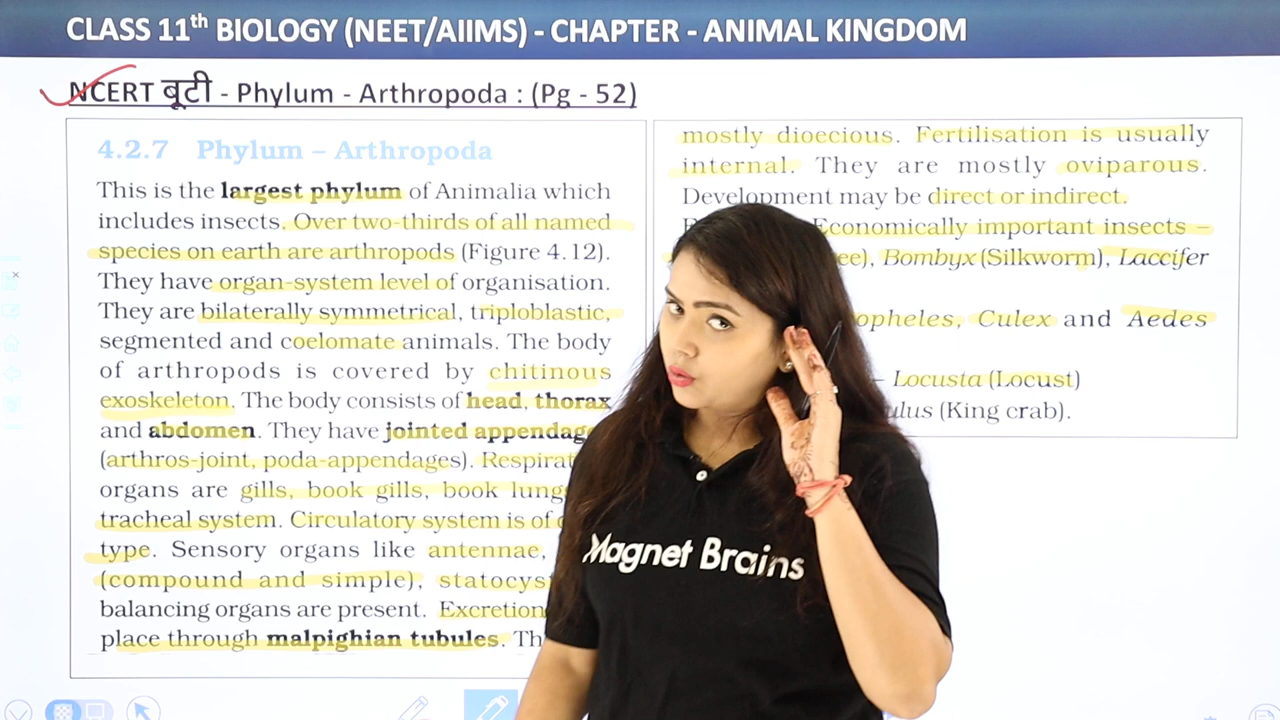 CLASS 11th BIOLOGY (NEET/AIIMS) - CHAPTER - ANIMAL KINGDOM
NCERT बूटी - Phylum - Arthropoda : (Pg - 52)
4.2.7 Phylum – Arthropoda
This is the largest phylum of Animalia which
includes insects. Over two-thirds of all named
species on earth are arthropods (Figure 4.12).
They have organ-system level of organisation.
They are bilaterally symmetrical, triploblastic,
segmented and coelomate animals. The body
of arthropods is covered by chitinous
exoskeleton. The body consists of head, thorax
and abdomen. They have jointed appendag
(arthros-joint, poda-appendages). Respirat
organs are gills, book gills, book lung
tracheal system. Circulatory system is of
type. Sensory organs like antennae,
(compound and simple), statocyst
balancing organs are present. Excretion
place through malpighian tubules. Th
mostly dioecious. Fertilisation is usually
internal. They are mostly oviparous.
Development may be direct or indirect.
Economically important insects –
ee), Bombyx (Silkworm), Laccifer
opheles, Culex and Aedes
– Locusta (Locust)
ulus (King crab).
Magnet Brains